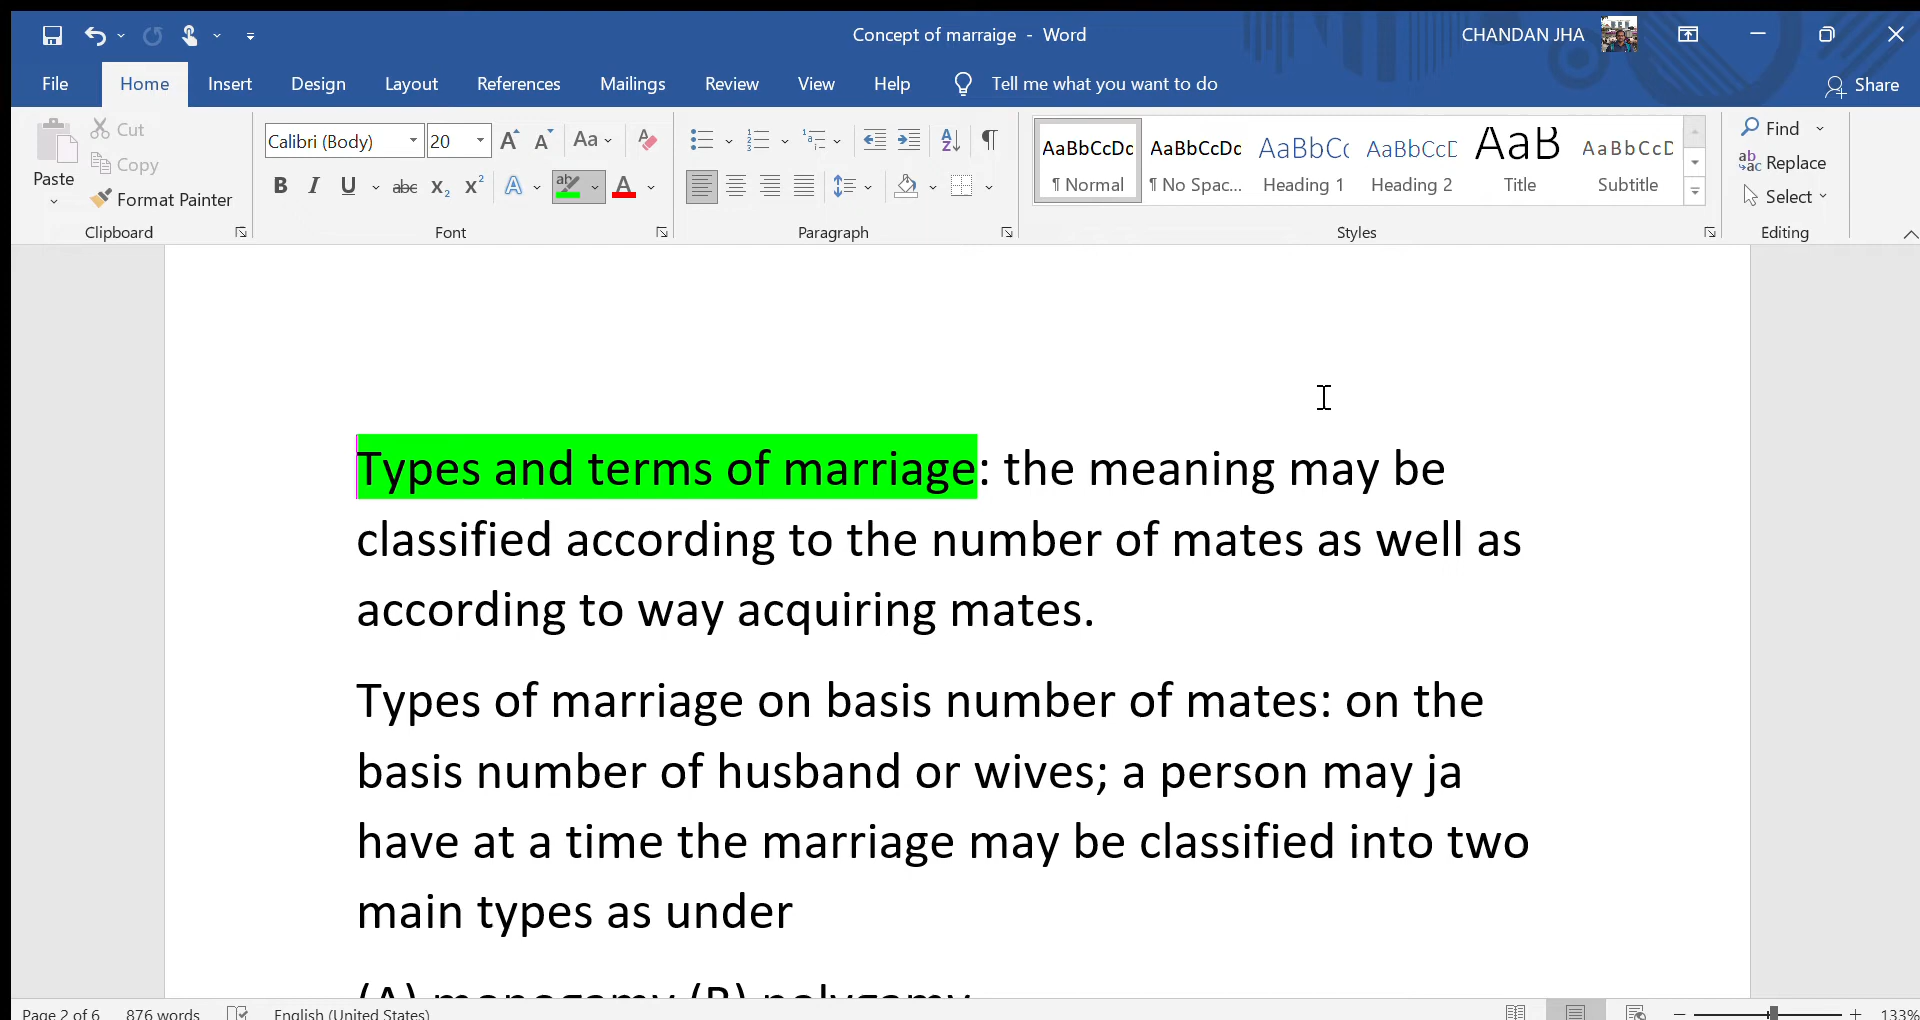 Concept of marraige - Word
CHANDAN JHA
File Home Insert Design Layout References Mailings Review View Help Tell me what you want to do Share
Paste
Cut
Copy
Format Painter
Clipboard
Calibri (Body) 20
Font
Paragraph
AaBbCcDc AaBbCcDc AaBbCc AaBbCcD AaB AaBbCcD
¶ Normal ¶ No Spac... Heading 1 Heading 2 Title Subtitle
Styles
Find
Replace
Select
Editing
Types and terms of marriage: the meaning may be
classified according to the number of mates as well as
according to way acquiring mates.
Types of marriage on basis number of mates: on the
basis number of husband or wives; a person may ja
have at a time the marriage may be classified into two
main types as under
(A) monogamy (B) polygamy
Page 2 of 6 876 words English (United States) 133%